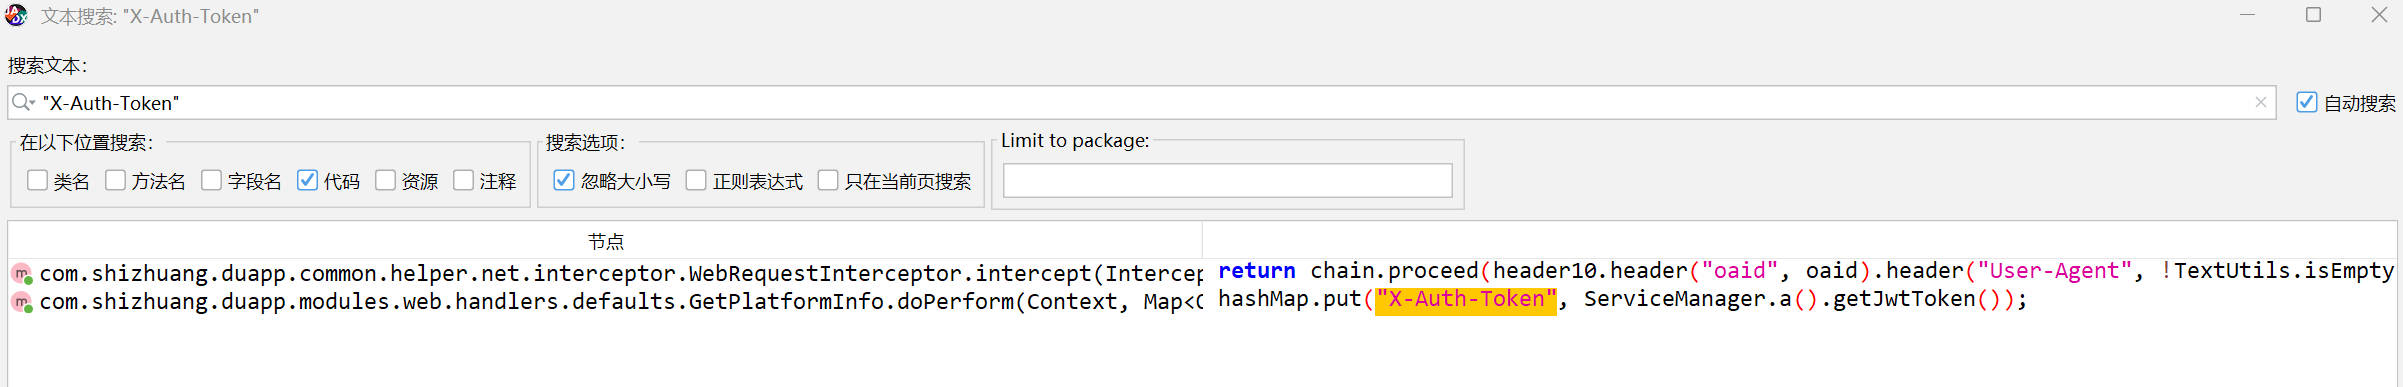 文本搜索: "X-Auth-Token"
搜索文本:
"X-Auth-Token"
自动搜索
在以下位置搜索:
类名 方法名 字段名 代码 资源 注释
搜索选项:
忽略大小写 正则表达式 只在当前页搜索
Limit to package:
节点
com.shizhuang.duapp.common.helper.net.interceptor.WebRequestInterceptor.intercept(Intercep return chain.proceed(header10.header("oaid", oaid).header("User-Agent", !TextUtils.isEmpty
com.shizhuang.duapp.modules.web.handlers.defaults.GetPlatformInfo.doPerform(Context, Map<C hashMap.put("X-Auth-Token", ServiceManager.a().getJwtToken());